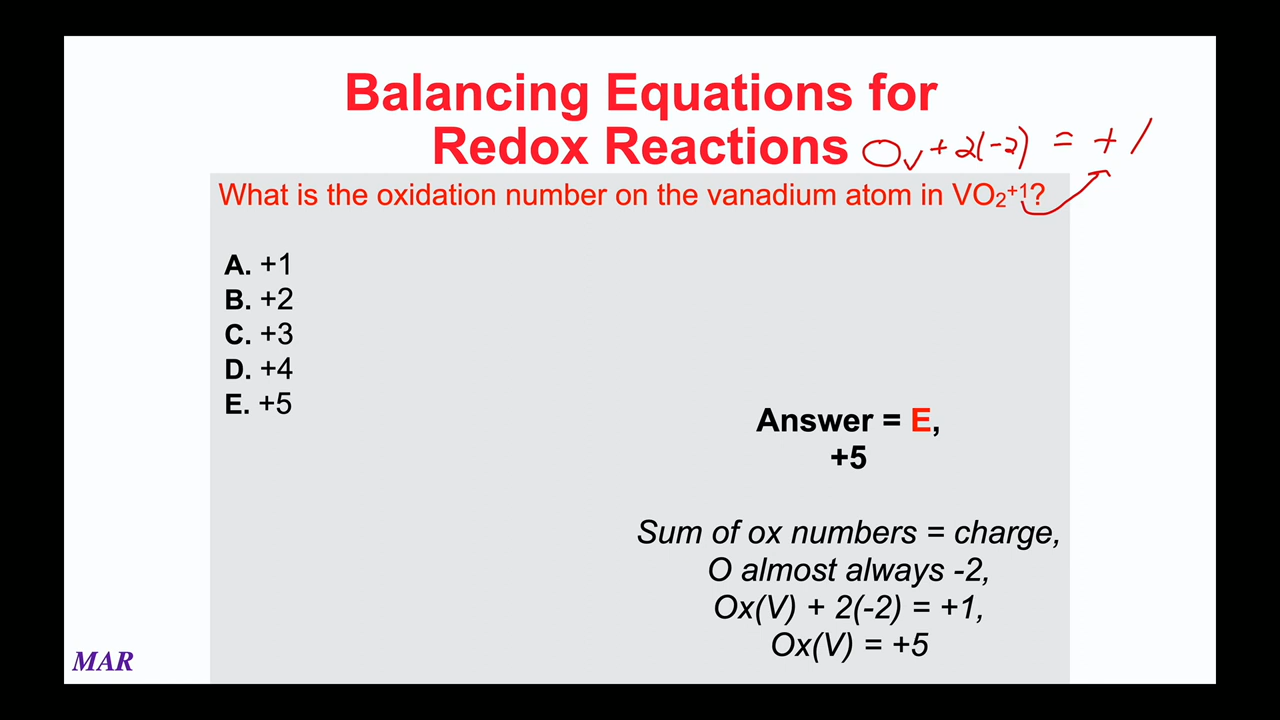 Balancing Equations for
Redox Reactions
Ov + 2(-2) = +1
What is the oxidation number on the vanadium atom in VO₂⁺¹?
A. +1
B. +2
C. +3
D. +4
E. +5
Answer = E,
+5
Sum of ox numbers = charge,
O almost always -2,
Ox(V) + 2(-2) = +1,
Ox(V) = +5
MAR